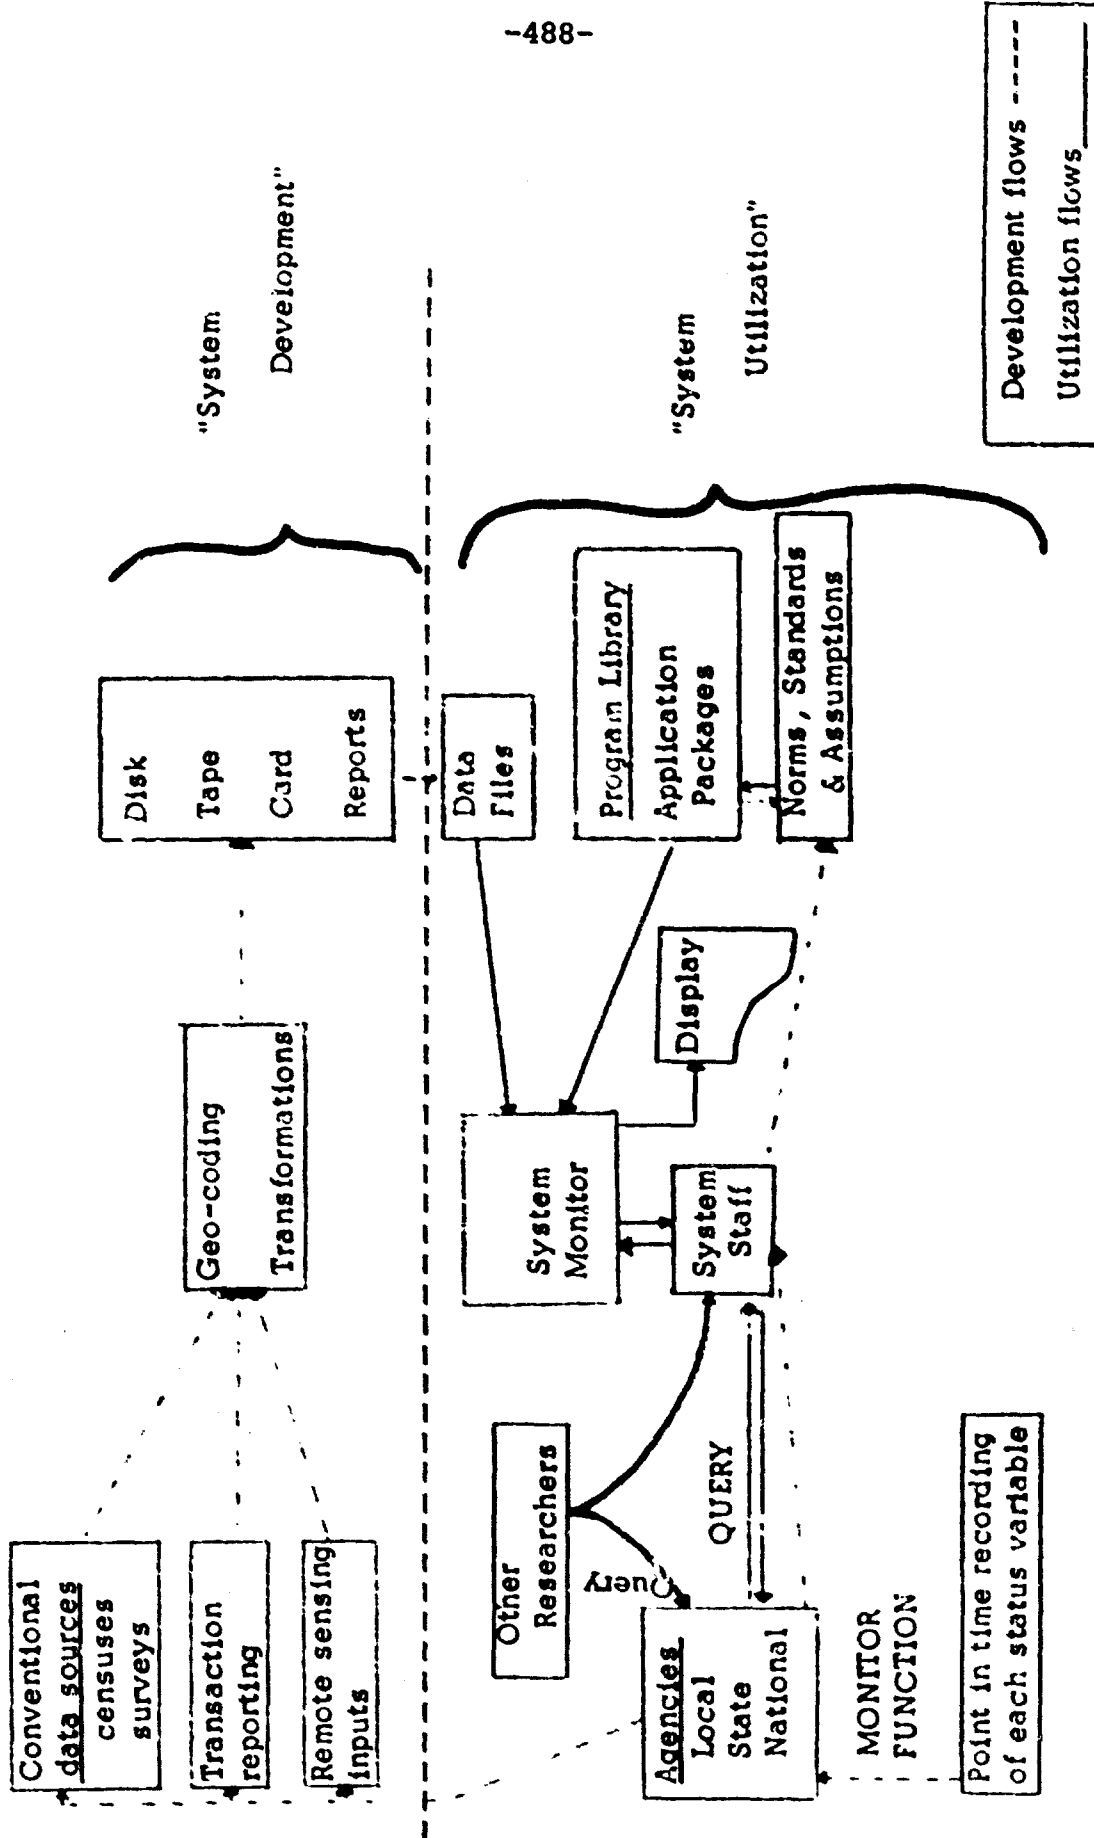 -488-
Conventional
data sources
censuses
surveys
Transaction
reporting
Remote sensing
inputs
Geo-coding
Transformations
Disk
Tape
Card
Reports
"System
Development"
Other
Researchers
Query
Agencies
Local
State
National
QUERY
System
Monitor
System
Staff
Display
Data
Files
Program Library
Application
Packages
Norms, Standards
& Assumptions
"System
Utilization"
MONITOR
FUNCTION
Point in time recording
of each status variable
Development flows -----
Utilization flows____